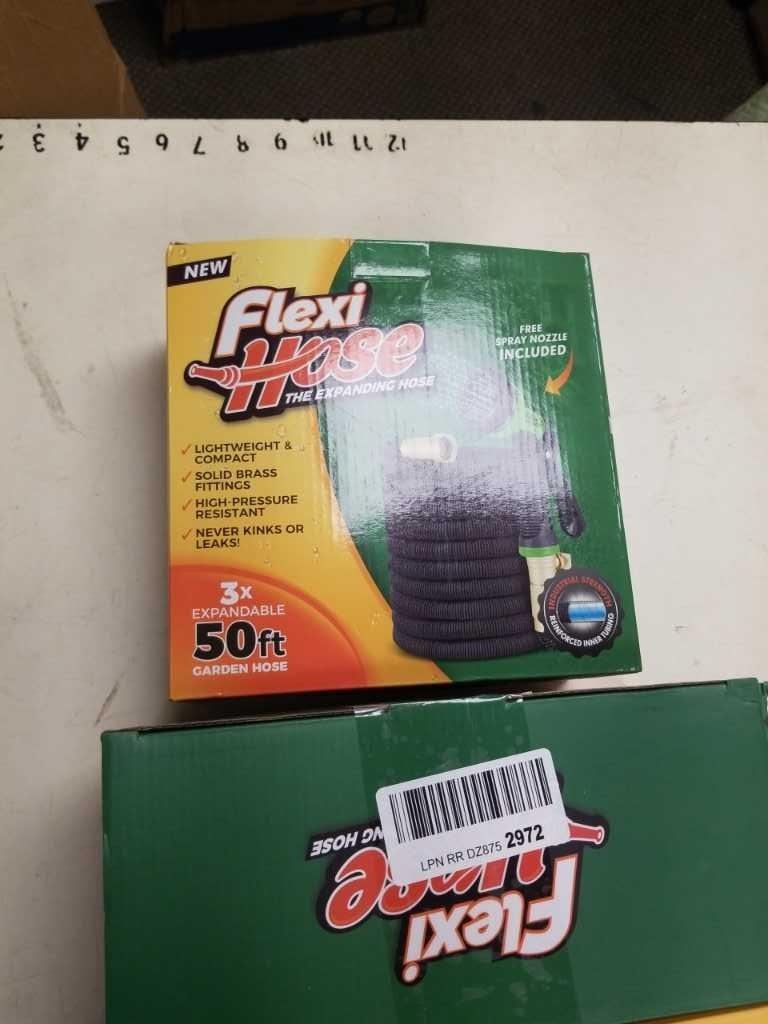 3 4 5 6 7 8 9 10 11 12
NEW
Flexi
Hose
THE EXPANDING HOSE
FREE
SPRAY NOZZLE
INCLUDED
✓ LIGHTWEIGHT &
COMPACT
✓ SOLID BRASS
FITTINGS
✓ HIGH-PRESSURE
RESISTANT
✓ NEVER KINKS OR
LEAKS!
3x
EXPANDABLE
50ft
GARDEN HOSE
INDUSTRIAL STRENGTH
REINFORCED INNER TUBING
LPN RR DZ875 2972
Flexi
Hose
HOSE